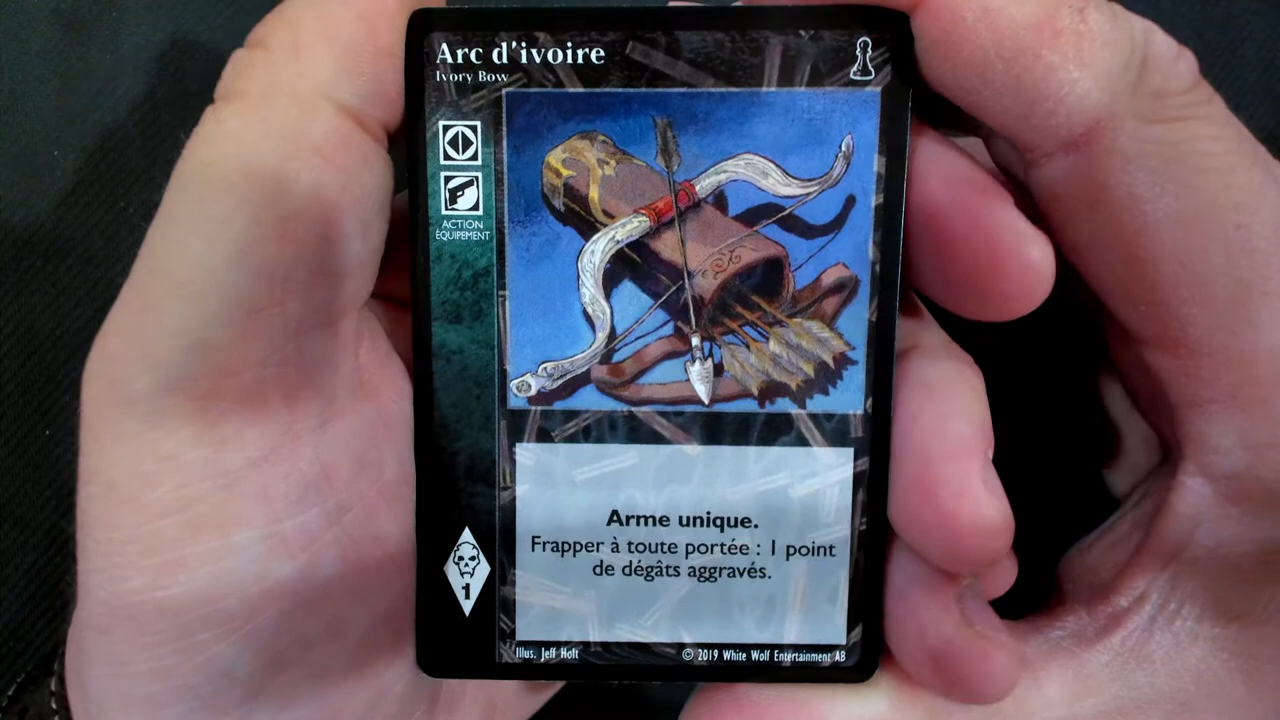 Arc d'ivoire
Ivory Bow
ACTION
ÉQUIPEMENT
Arme unique.
Frapper à toute portée : 1 point
de dégâts aggravés.
1
Illus. Jeff Holt
© 2019 White Wolf Entertainment AB